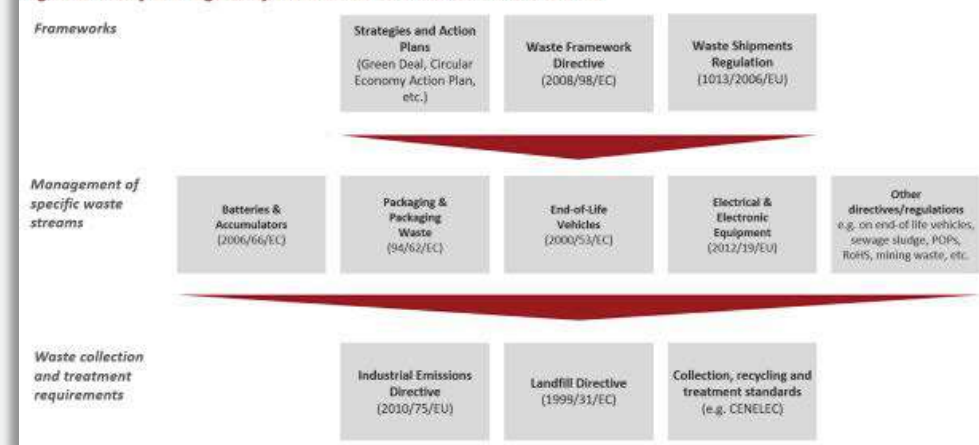 Frameworks
Strategies and Action
Plans
(Green Deal, Circular
Economy Action Plan,
etc.)
Waste Framework
Directive
(2008/98/EC)
Waste Shipments
Regulation
(1013/2006/EU)
Management of
specific waste
streams
Batteries &
Accumulators
(2006/66/EC)
Packaging &
Packaging
Waste
(94/62/EC)
End-of-Life
Vehicles
(2000/53/EC)
Electrical &
Electronic
Equipment
(2012/19/EU)
Other
directives/regulations
e.g. on end of life vehicles,
sewage sludge, POPs,
RoHS, mining waste, etc.
Waste collection
and treatment
requirements
Industrial Emissions
Directive
(2010/75/EU)
Landfill Directive
(1999/31/EC)
Collection, recycling and
treatment standards
(e.g. CENELEC)